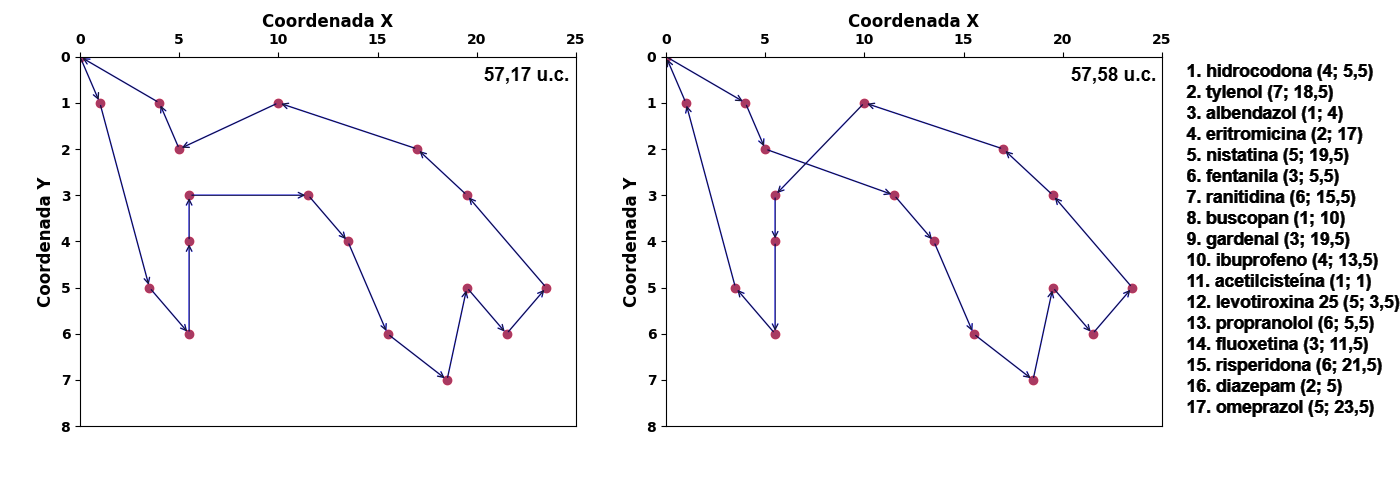 Coordenada X
0 5 10 15 20 25
57,17 u.c.
Coordenada Y
0
1
2
3
4
5
6
7
8
Coordenada X
0 5 10 15 20 25
57,58 u.c.
Coordenada Y
0
1
2
3
4
5
6
7
8
1. hidrocodona (4; 5,5)
2. tylenol (7; 18,5)
3. albendazol (1; 4)
4. eritromicina (2; 17)
5. nistatina (5; 19,5)
6. fentanila (3; 5,5)
7. ranitidina (6; 15,5)
8. buscopan (1; 10)
9. gardenal (3; 19,5)
10. ibuprofeno (4; 13,5)
11. acetilcisteína (1; 1)
12. levotiroxina 25 (5; 3,5)
13. propranolol (6; 5,5)
14. fluoxetina (3; 11,5)
15. risperidona (6; 21,5)
16. diazepam (2; 5)
17. omeprazol (5; 23,5)